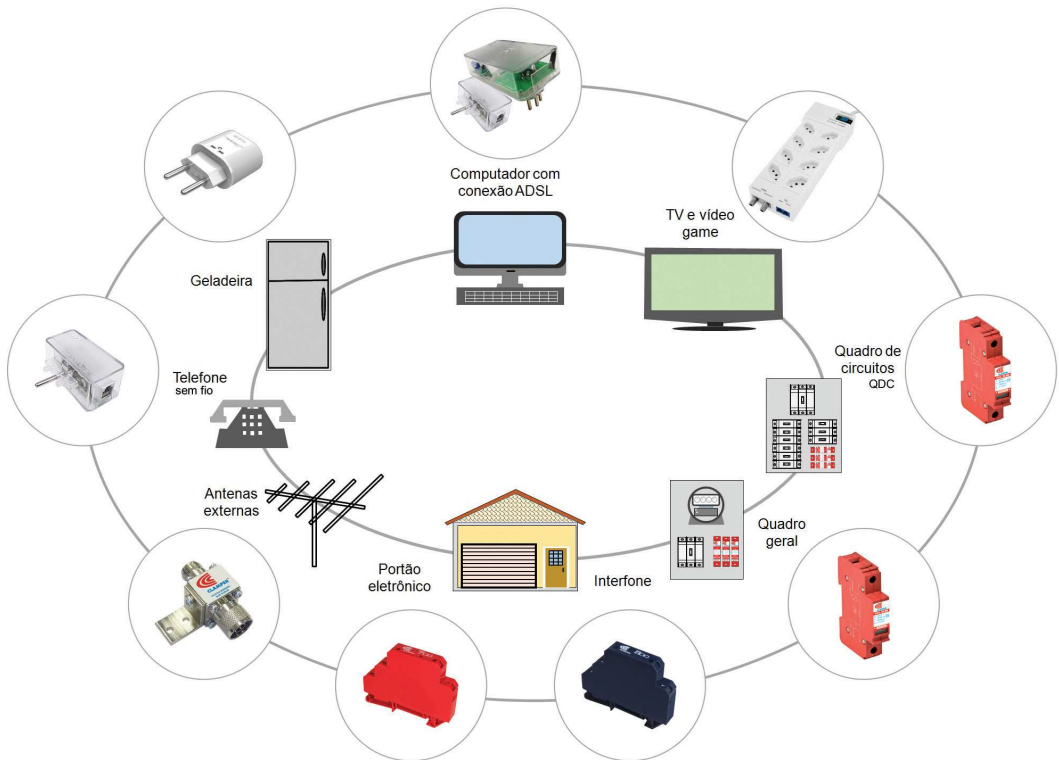 Computador com
conexão ADSL
TV e vídeo
game
Geladeira
Quadro de
circuitos
QDC
Telefone
sem fio
Antenas
externas
Quadro
geral
Portão
eletrônico
Interfone
CLAMPER